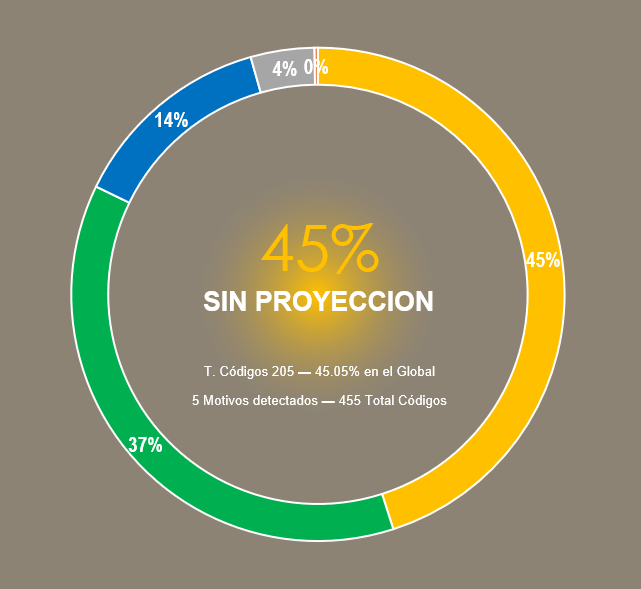 4% 0%
14%
45%
SIN PROYECCION
45%
T. Códigos 205 — 45.05% en el Global
5 Motivos detectados — 455 Total Códigos
37%